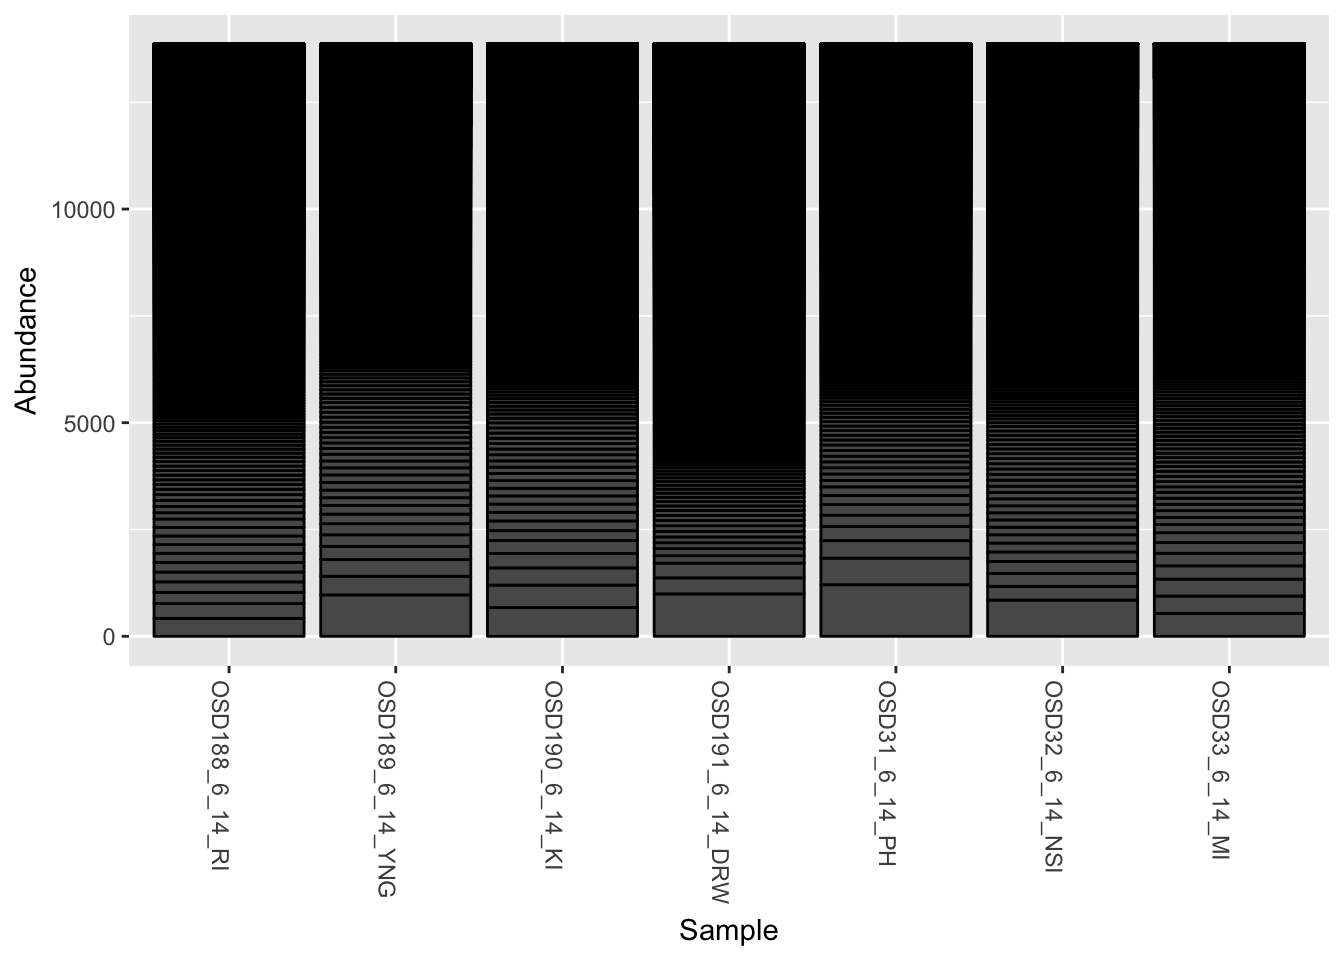 Abundance
10000
5000
0
OSD188_6_14_RI
OSD189_6_14_YNG
OSD190_6_14_KI
OSD191_6_14_DRW
OSD31_6_14_PH
OSD32_6_14_NSI
OSD33_6_14_MI
Sample